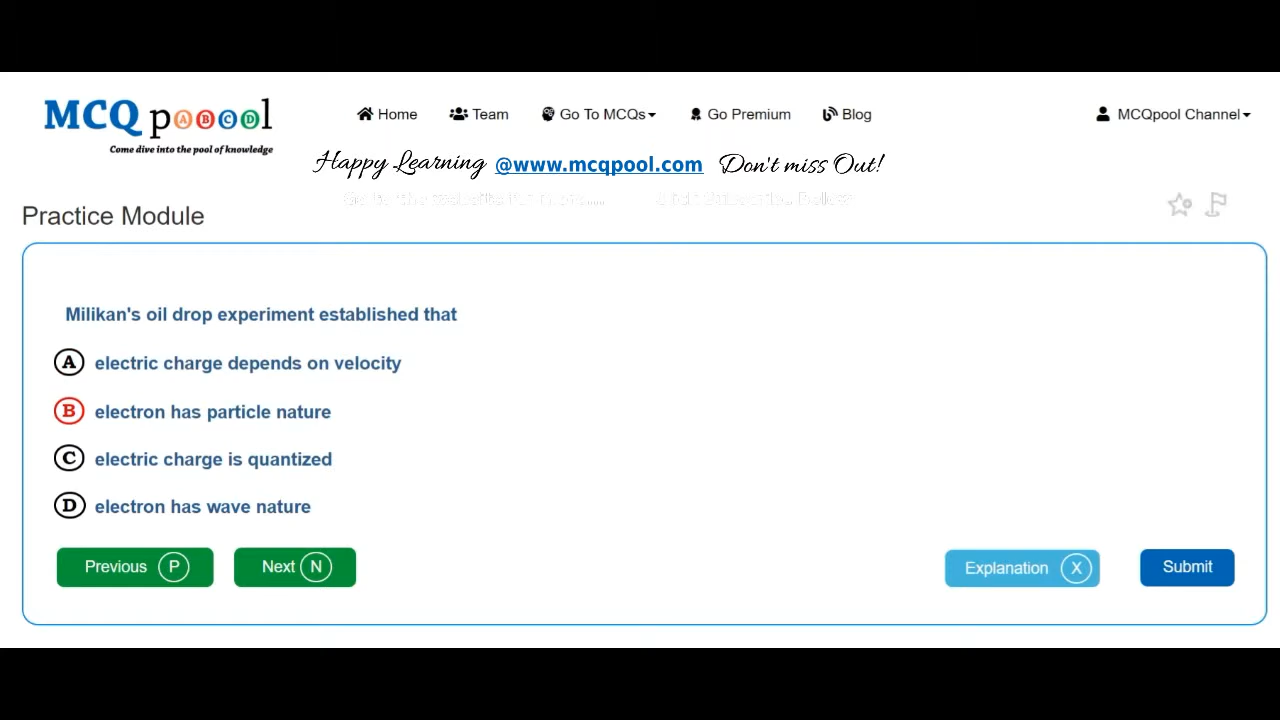 MCQ pABCDl
Come dive into the pool of knowledge
Home Team Go To MCQs Go Premium Blog MCQpool Channel
Happy Learning @www.mcqpool.com Don't miss Out!
Practice Module
Milikan's oil drop experiment established that
A electric charge depends on velocity
B electron has particle nature
C electric charge is quantized
D electron has wave nature
Previous P Next N Explanation X Submit